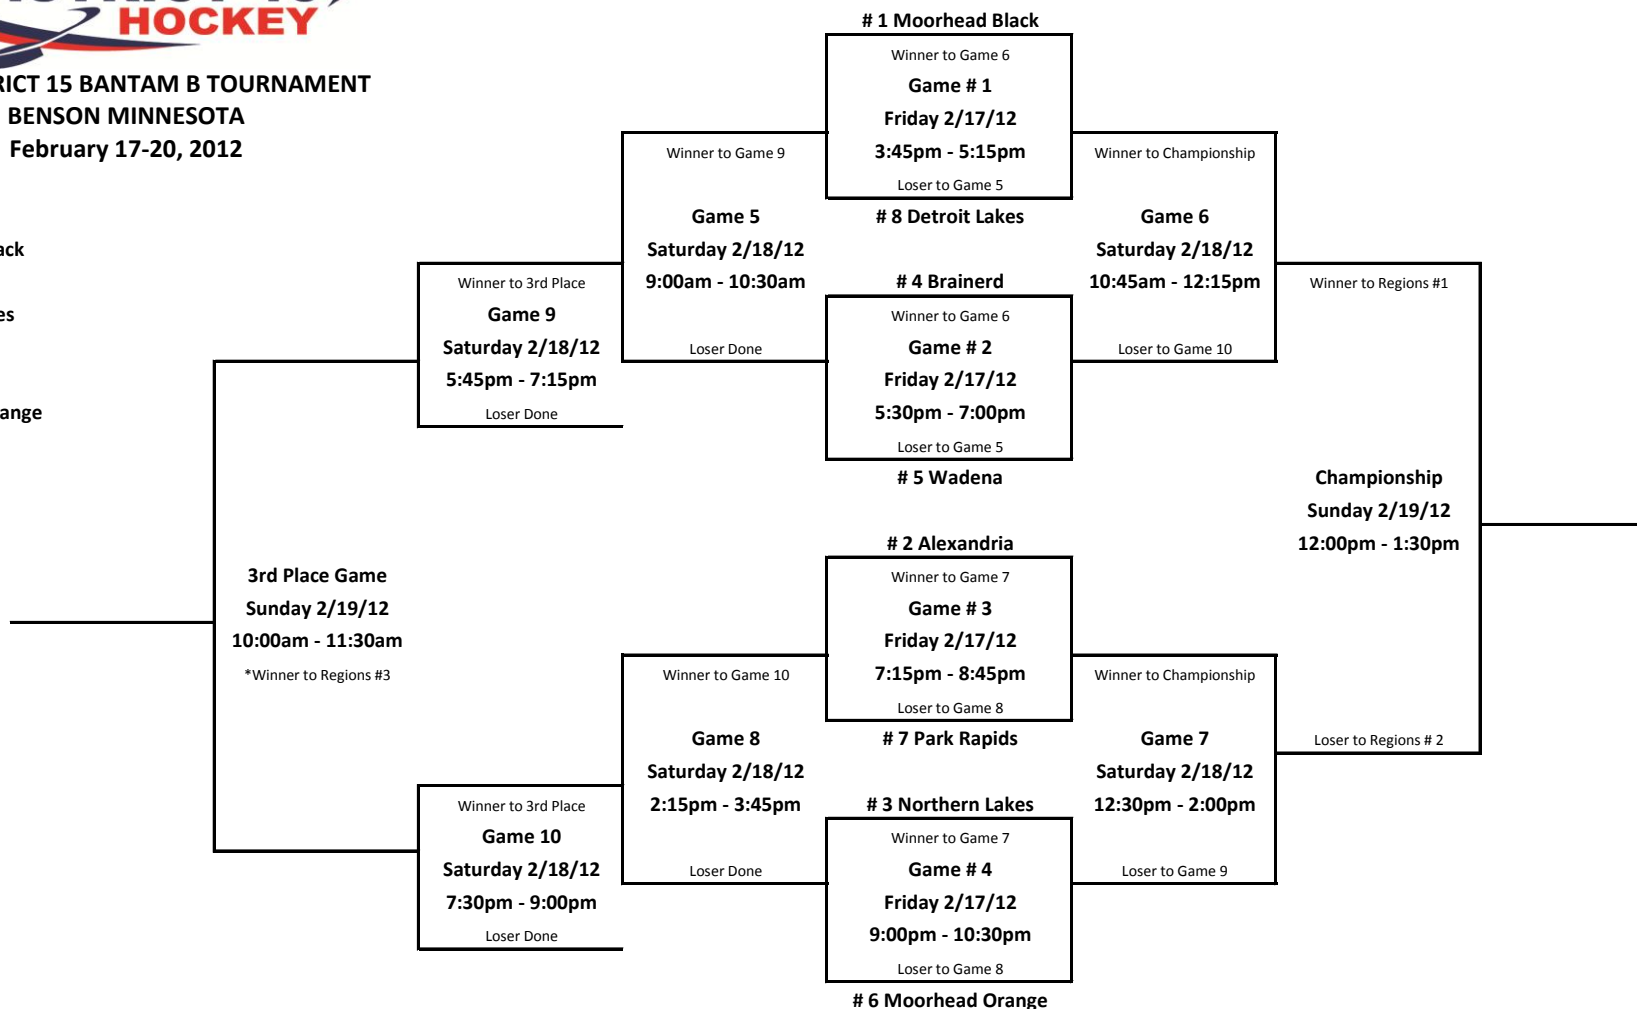 HOCKEY
15 BANTAM B TOURNAMENT
BENSON MINNESOTA
February 17-20, 2012
# 1 Moorhead Black
Winner to Game 6
Game # 1
Friday 2/17/12
3:45pm - 5:15pm
Loser to Game 5
# 8 Detroit Lakes
# 4 Brainerd
Winner to Game 6
Game # 2
Friday 2/17/12
5:30pm - 7:00pm
Loser to Game 5
# 5 Wadena
# 2 Alexandria
Winner to Game 7
Game # 3
Friday 2/17/12
7:15pm - 8:45pm
Loser to Game 8
# 7 Park Rapids
# 3 Northern Lakes
Winner to Game 7
Game # 4
Friday 2/17/12
9:00pm - 10:30pm
Loser to Game 8
# 6 Moorhead Orange
Winner to Game 9
Game 5
Saturday 2/18/12
9:00am - 10:30am
Loser Done
Winner to Championship
Game 6
Saturday 2/18/12
10:45am - 12:15pm
Loser to Game 10
Winner to 3rd Place
Game 9
Saturday 2/18/12
5:45pm - 7:15pm
Loser Done
Winner to Regions #1
Championship
Sunday 2/19/12
12:00pm - 1:30pm
Loser to Regions # 2
3rd Place Game
Sunday 2/19/12
10:00am - 11:30am
*Winner to Regions #3
Winner to Game 10
Game 8
Saturday 2/18/12
2:15pm - 3:45pm
Loser Done
Winner to Championship
Game 7
Saturday 2/18/12
12:30pm - 2:00pm
Loser to Game 9
Winner to 3rd Place
Game 10
Saturday 2/18/12
7:30pm - 9:00pm
Loser Done